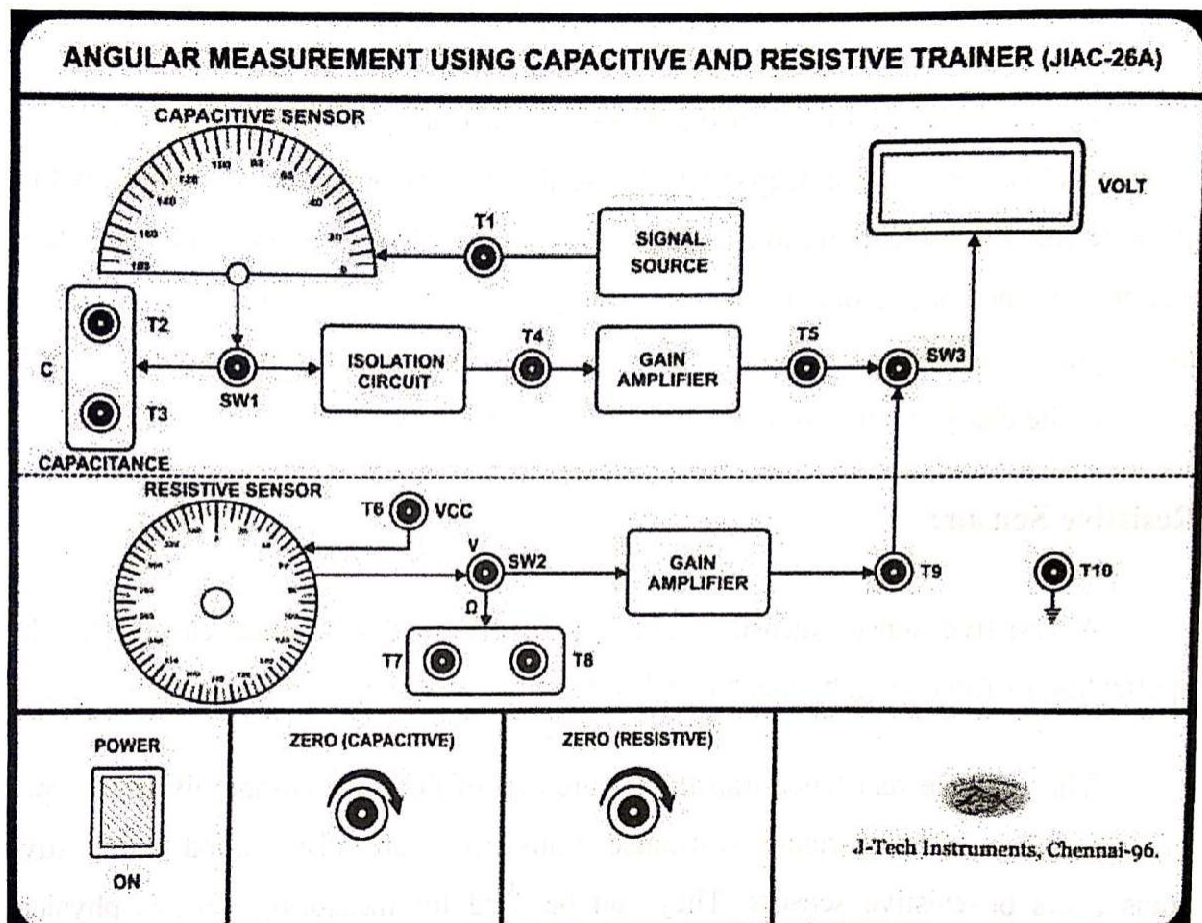 ANGULAR MEASUREMENT USING CAPACITIVE AND RESISTIVE TRAINER (JIAC-26A)
CAPACITIVE SENSOR
VOLT
T1
SIGNAL
SOURCE
T2
C
T3
CAPACITANCE
SW1
ISOLATION
CIRCUIT
T4
GAIN
AMPLIFIER
T5
SW3
RESISTIVE SENSOR
T6
VCC
V
SW2
Ω
T7
T8
GAIN
AMPLIFIER
T9
T10
POWER
ON
ZERO (CAPACITIVE)
ZERO (RESISTIVE)
J-Tech Instruments, Chennai-96.